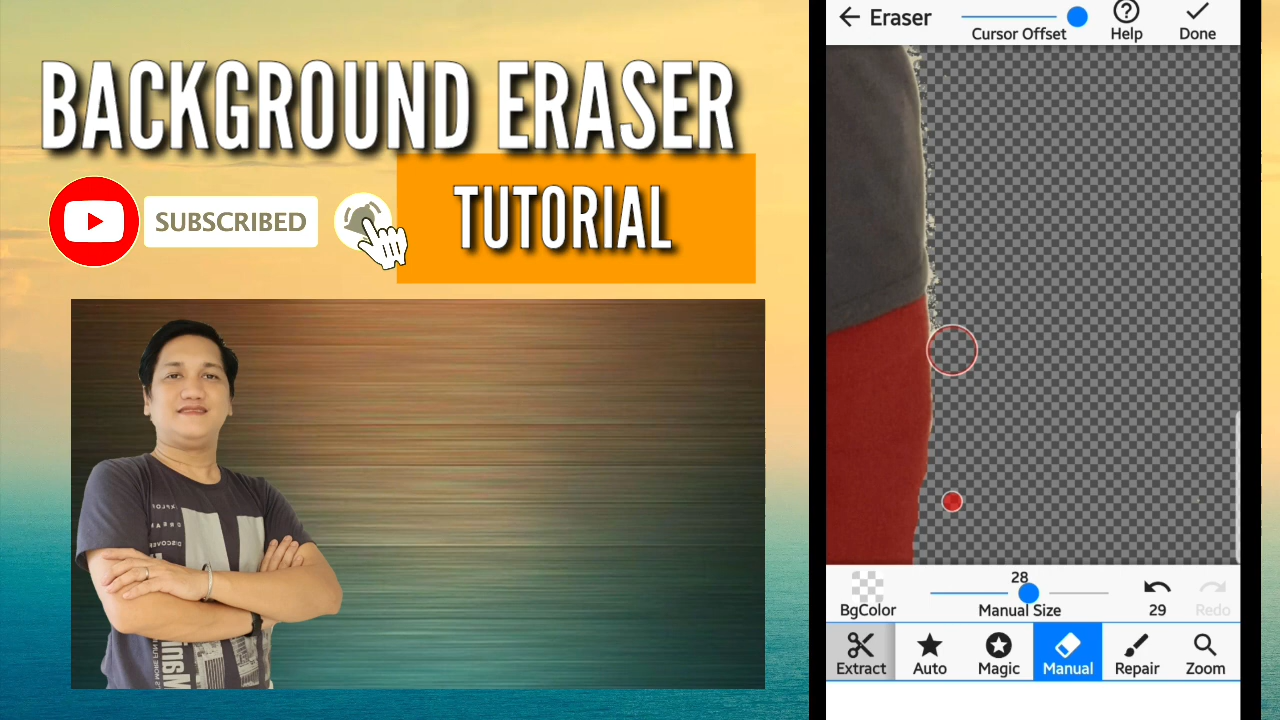 BACKGROUND ERASER
SUBSCRIBED
TUTORIAL
Eraser
Cursor Offset
Help
Done
28
BgColor
Manual Size
29
Redo
Extract
Auto
Magic
Manual
Repair
Zoom